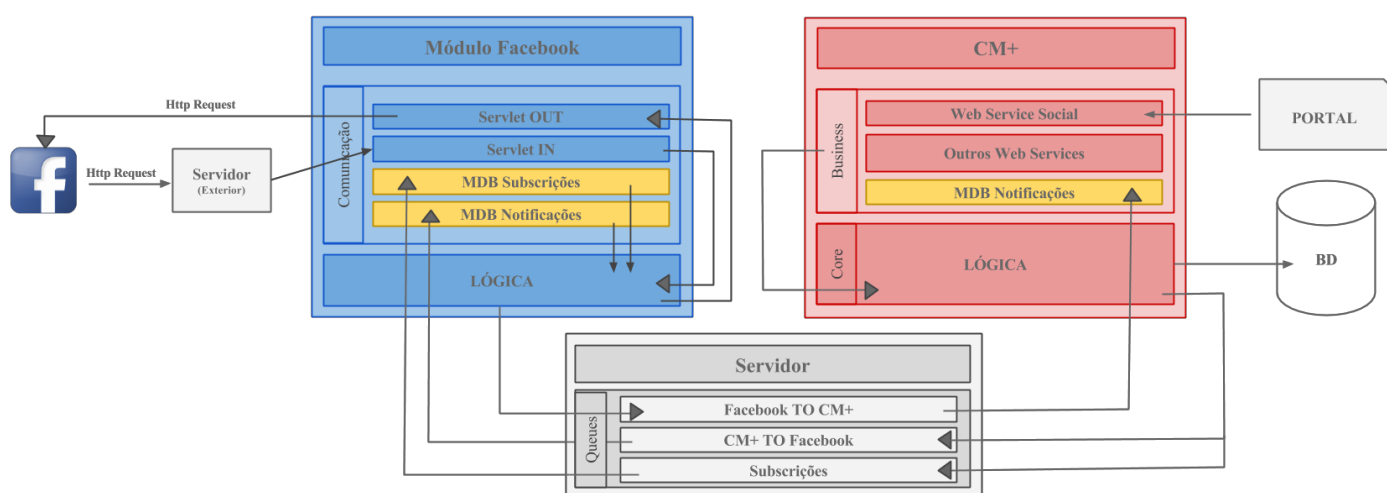 Módulo Facebook
CM+
Http Request
Comunicação
Servlet OUT
Servlet IN
MDB Subscrições
MDB Notificações
LÓGICA
Business
Web Service Social
Outros Web Services
MDB Notificações
Core
LÓGICA
PORTAL
BD
f
Http Request
Servidor
(Exterior)
Servidor
Queues
Facebook TO CM+
CM+ TO Facebook
Subscrições